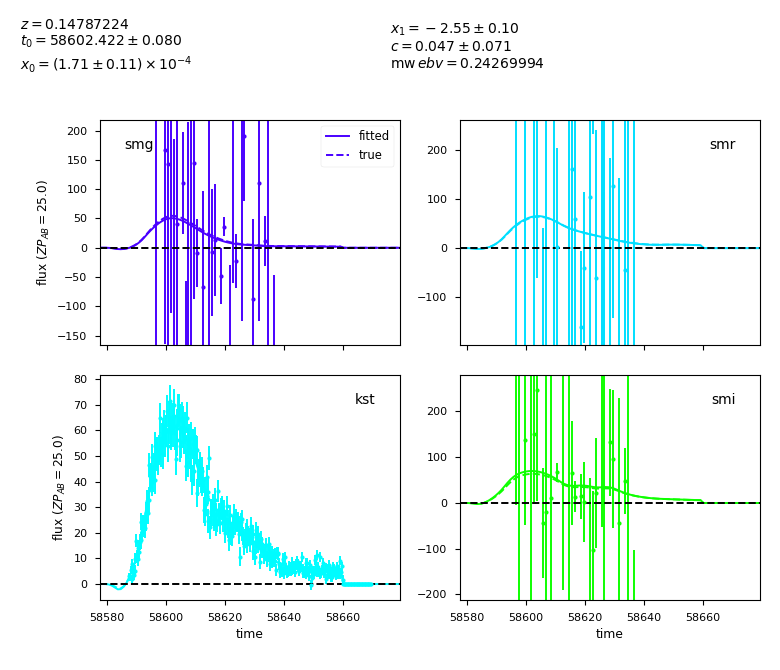 z = 0.14787224
t₀ = 58602.422 ± 0.080
x₀ = (1.71 ± 0.11) × 10⁻⁴
x₁ = −2.55 ± 0.10
c = 0.047 ± 0.071
mw ebv = 0.24269994
smg
fitted
true
200
150
100
50
0
−50
−100
−150
flux (ZP_AB = 25.0)
smr
200
100
0
−100
kst
80
70
60
50
40
30
20
10
0
flux (ZP_AB = 25.0)
58580 58600 58620 58640 58660
time
smi
200
100
0
−100
−200
58580 58600 58620 58640 58660
time